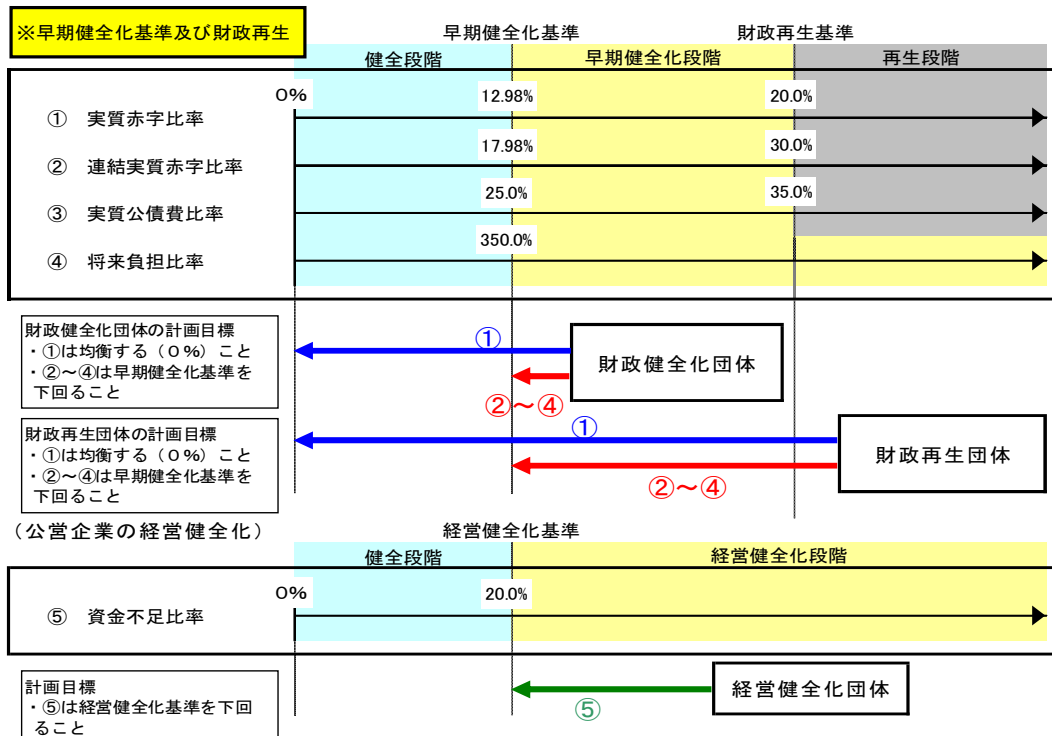 ※早期健全化基準及び財政再生
早期健全化基準
財政再生基準
健全段階
早期健全化段階
再生段階
0%
12.98%
20.0%
① 実質赤字比率
17.98%
30.0%
② 連結実質赤字比率
25.0%
35.0%
③ 実質公債費比率
350.0%
④ 将来負担比率
財政健全化団体の計画目標
・①は均衡する(0%)こと
・②～④は早期健全化基準を
下回ること
①
財政健全化団体
②～④
財政再生団体の計画目標
・①は均衡する(0%)こと
・②～④は早期健全化基準を
下回ること
①
財政再生団体
②～④
(公営企業の経営健全化)
経営健全化基準
健全段階
経営健全化段階
0%
20.0%
⑤ 資金不足比率
計画目標
・⑤は経営健全化基準を下回
ること
経営健全化団体
⑤